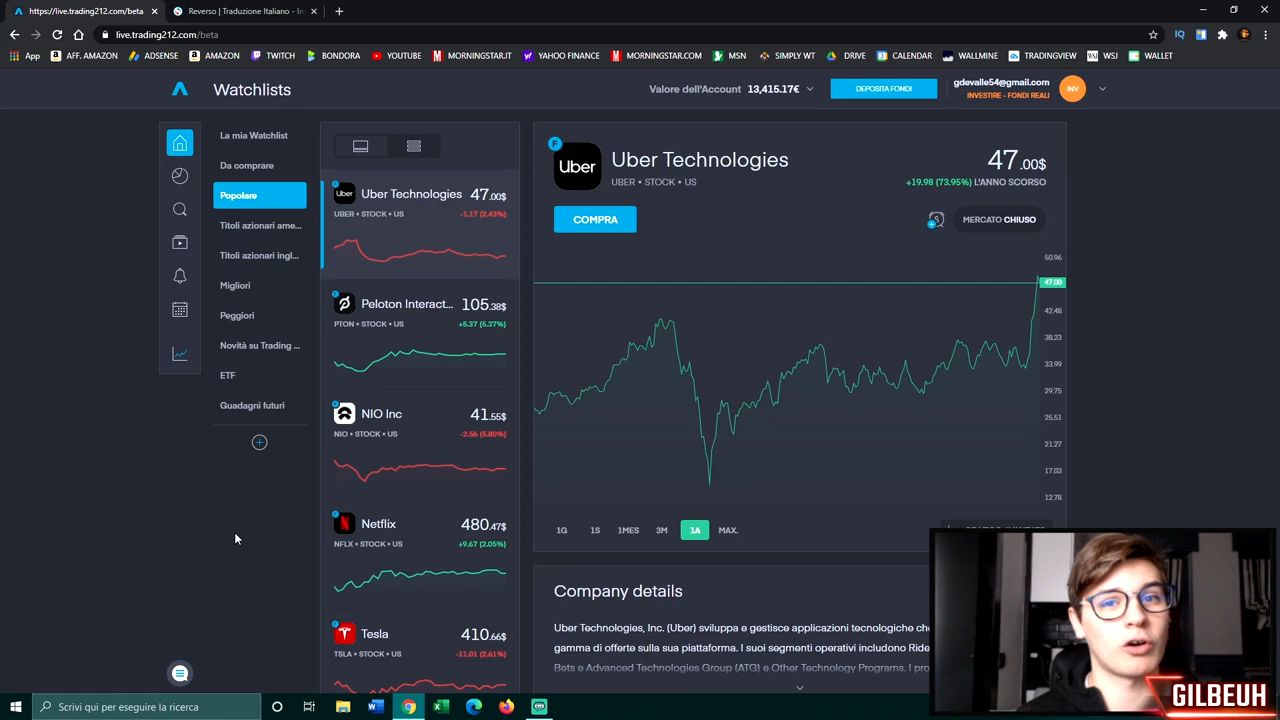 https://live.trading212.com/beta
Reverso | Traduzione Italiano - In
live.trading212.com/beta
App
AFF. AMAZON
ADSENSE
AMAZON
TWITCH
BONDORA
YOUTUBE
MORNINGSTAR.IT
YAHOO FINANCE
MORNINGSTAR.COM
MSN
SIMPLY WT
DRIVE
CALENDAR
WALLMINE
TRADINGVIEW
WSJ
WALLET
Watchlists
Valore dell'Account 13,415.17€
DEPOSITA FONDI
gdevalle54@gmail.com
INVESTIRE - FONDI REALI
INV
La mia Watchlist
Da comprare
Popolare
Titoli azionari ame...
Titoli azionari ingl...
Migliori
Peggiori
Novità su Trading ...
ETF
Guadagni futuri
Uber
Uber Technologies 47.00$
UBER • STOCK • US -1.17 (2.43%)
Peloton Interact... 105.38$
PTON • STOCK • US +5.37 (5.37%)
NIO Inc 41.55$
NIO • STOCK • US -2.56 (5.80%)
Netflix 480.47$
NFLX • STOCK • US +9.67 (2.05%)
Tesla 410.66$
TSLA • STOCK • US -11.01 (2.61%)
F
Uber
Uber Technologies
UBER • STOCK • US
47.00$
+19.98 (73.95%) L'ANNO SCORSO
COMPRA
MERCATO CHIUSO
50.96
47.00
42.48
38.23
33.99
29.75
25.51
21.27
17.03
12.78
1G
1S
1MES
3M
1A
MAX.
Company details
Uber Technologies, Inc. (Uber) sviluppa e gestisce applicazioni tecnologiche che
gamma di offerte sulla sua piattaforma. I suoi segmenti operativi includono Ride
Bets e Advanced Technologies Group (ATG) e Other Technology Programs. I pro
GILBEUH
Scrivi qui per eseguire la ricerca